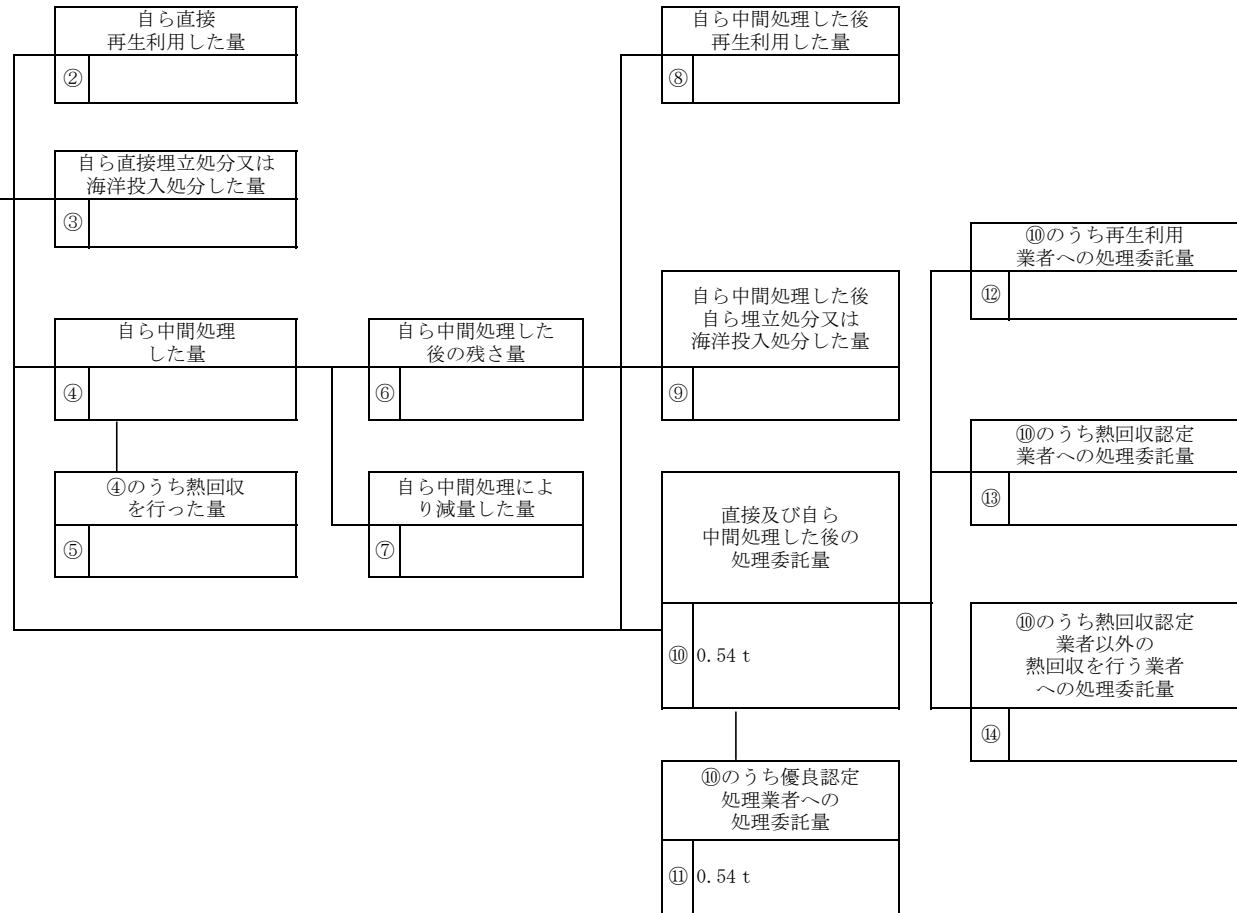 自ら直接
再生利用した量
②
自ら直接埋立処分又は
海洋投入処分した量
③
自ら中間処理
した量
④
④のうち熱回収
を行った量
⑤
自ら中間処理した
後の残さ量
⑥
自ら中間処理によ
り減量した量
⑦
自ら中間処理した後
再生利用した量
⑧
自ら中間処理した後
自ら埋立処分又は
海洋投入処分した量
⑨
直接及び自ら
中間処理した後の
処理委託量
⑩ 0.54 t
⑩のうち優良認定
処理業者への
処理委託量
⑪ 0.54 t
⑩のうち再生利用
業者への処理委託量
⑫
⑩のうち熱回収認定
業者への処理委託量
⑬
⑩のうち熱回収認定
業者以外の
熱回収を行う業者
への処理委託量
⑭